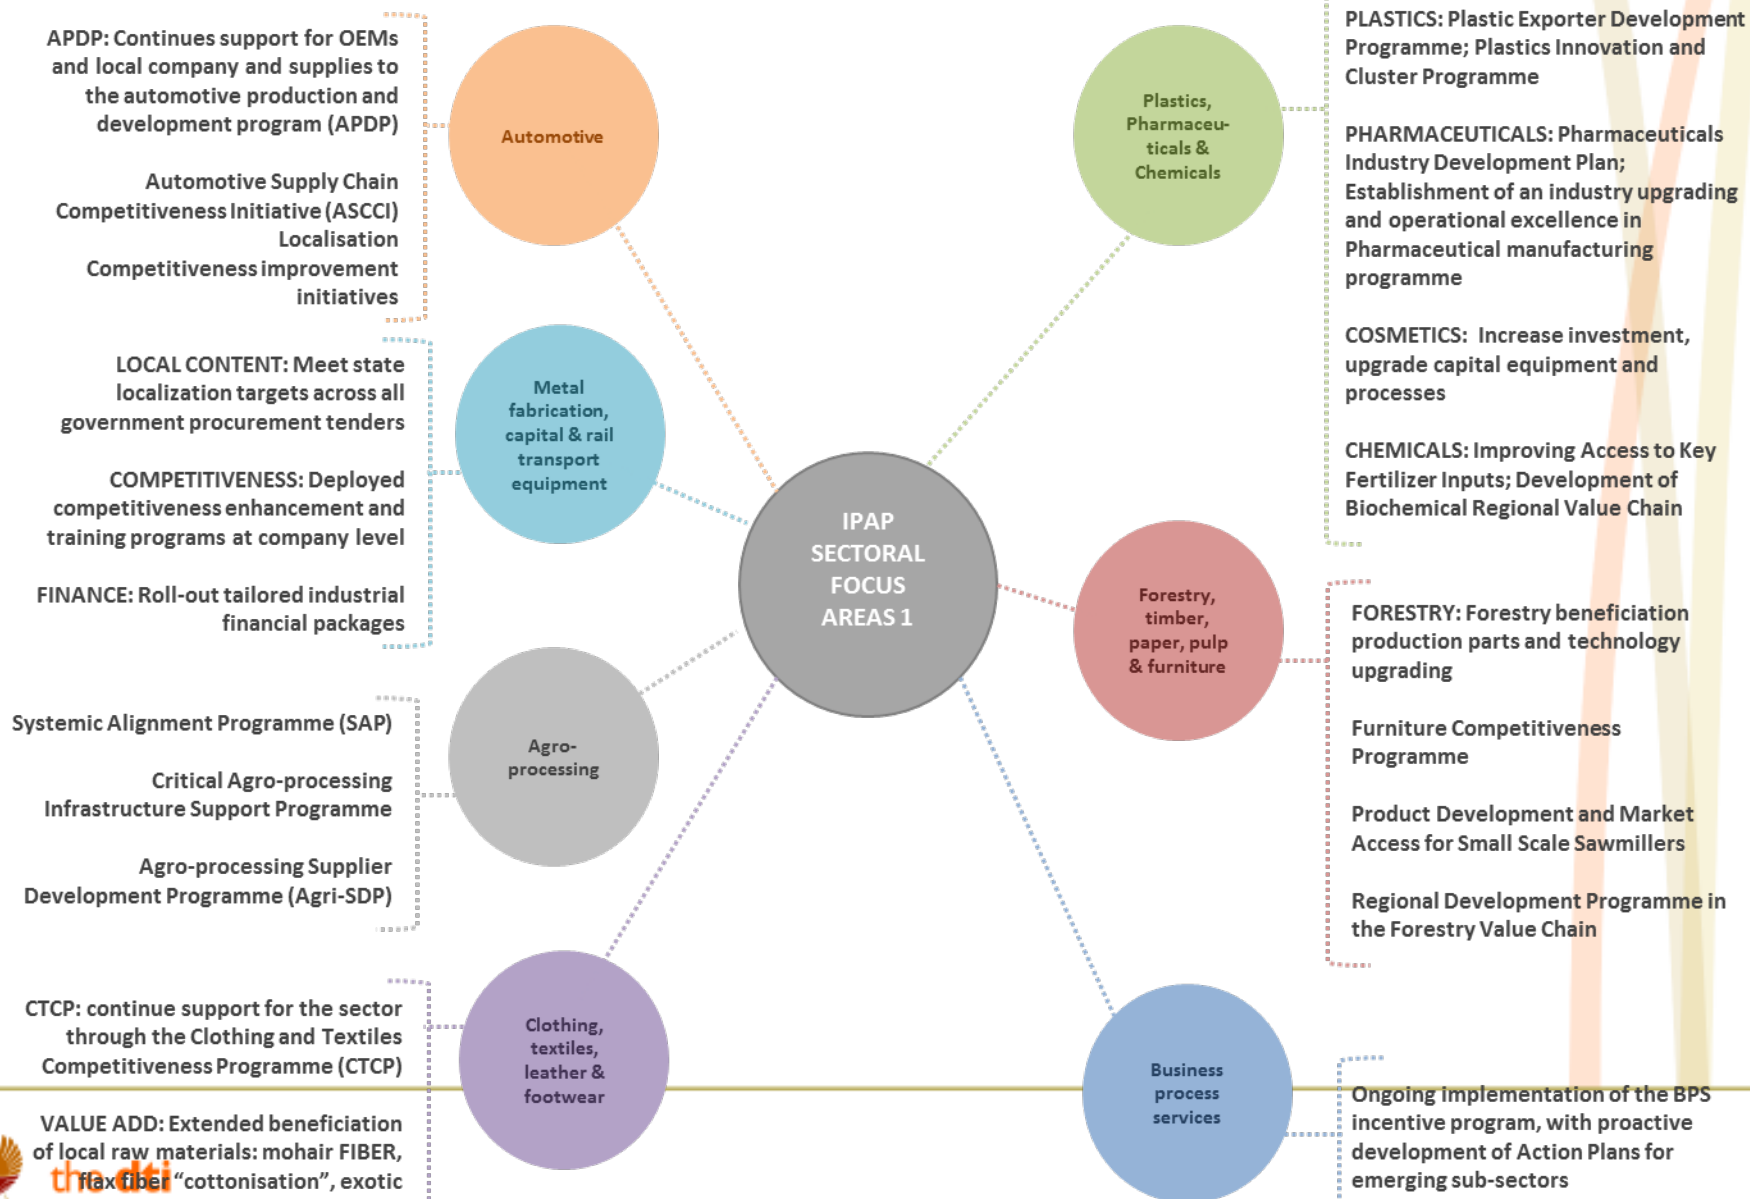 APDP: Continues support for OEMs
and local company and supplies to
the automotive production and
development program (APDP)
Automotive Supply Chain
Competitiveness Initiative (ASCCI)
Localisation
Competitiveness improvement
initiatives
Automotive
LOCAL CONTENT: Meet state
localization targets across all
government procurement tenders
COMPETITIVENESS: Deployed
competitiveness enhancement and
training programs at company level
FINANCE: Roll-out tailored industrial
financial packages
Metal
fabrication,
capital & rail
transport
equipment
Systemic Alignment Programme (SAP)
Critical Agro-processing
Infrastructure Support Programme
Agro-processing Supplier
Development Programme (Agri-SDP)
Agro-
processing
CTCP: continue support for the sector
through the Clothing and Textiles
Competitiveness Programme (CTCP)
VALUE ADD: Extended beneficiation
of local raw materials: mohair FIBER,
flax fiber "cottonisation", exotic
Clothing,
textiles,
leather &
footwear
the dti
IPAP
SECTORAL
FOCUS
AREAS 1
Plastics,
Pharmaceu-
ticals &
Chemicals
PLASTICS: Plastic Exporter Development
Programme; Plastics Innovation and
Cluster Programme
PHARMACEUTICALS: Pharmaceuticals
Industry Development Plan;
Establishment of an industry upgrading
and operational excellence in
Pharmaceutical manufacturing
programme
COSMETICS: Increase investment,
upgrade capital equipment and
processes
CHEMICALS: Improving Access to Key
Fertilizer Inputs; Development of
Biochemical Regional Value Chain
Forestry,
timber,
paper, pulp
& furniture
FORESTRY: Forestry beneficiation
production parts and technology
upgrading
Furniture Competitiveness
Programme
Product Development and Market
Access for Small Scale Sawmillers
Regional Development Programme in
the Forestry Value Chain
Business
process
services
Ongoing implementation of the BPS
incentive program, with proactive
development of Action Plans for
emerging sub-sectors